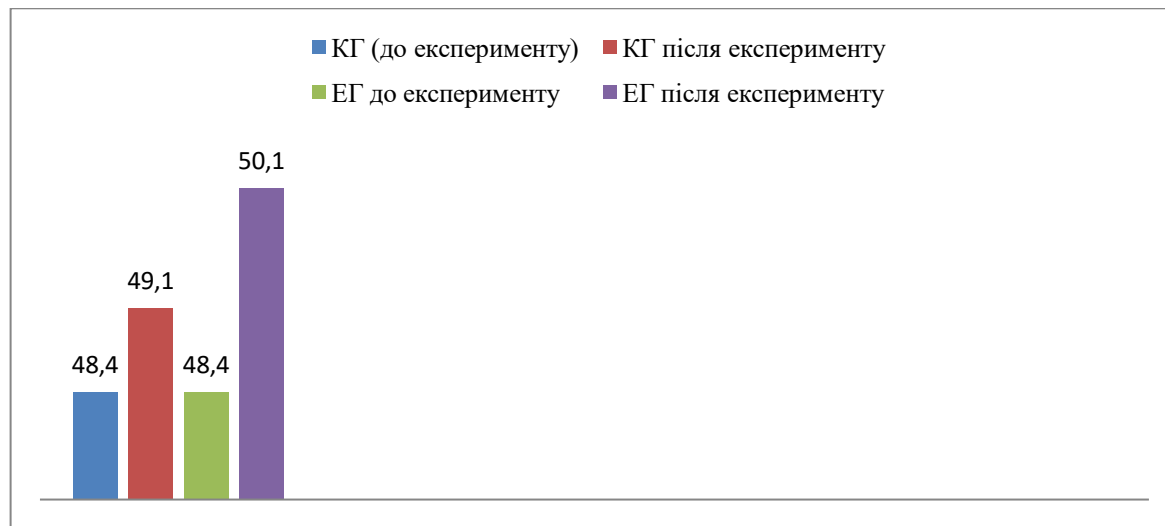 КГ (до експерименту) КГ після експерименту
ЕГ до експерименту ЕГ після експерименту
50,1
49,1
48,4 48,4